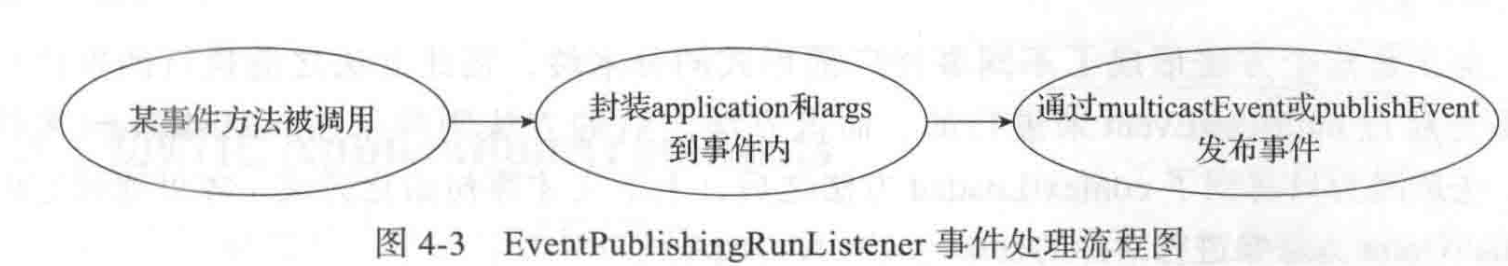 某事件方法被调用
封装application和args
到事件内
通过multicastEvent或publishEvent
发布事件
图 4-3 EventPublishingRunListener 事件处理流程图